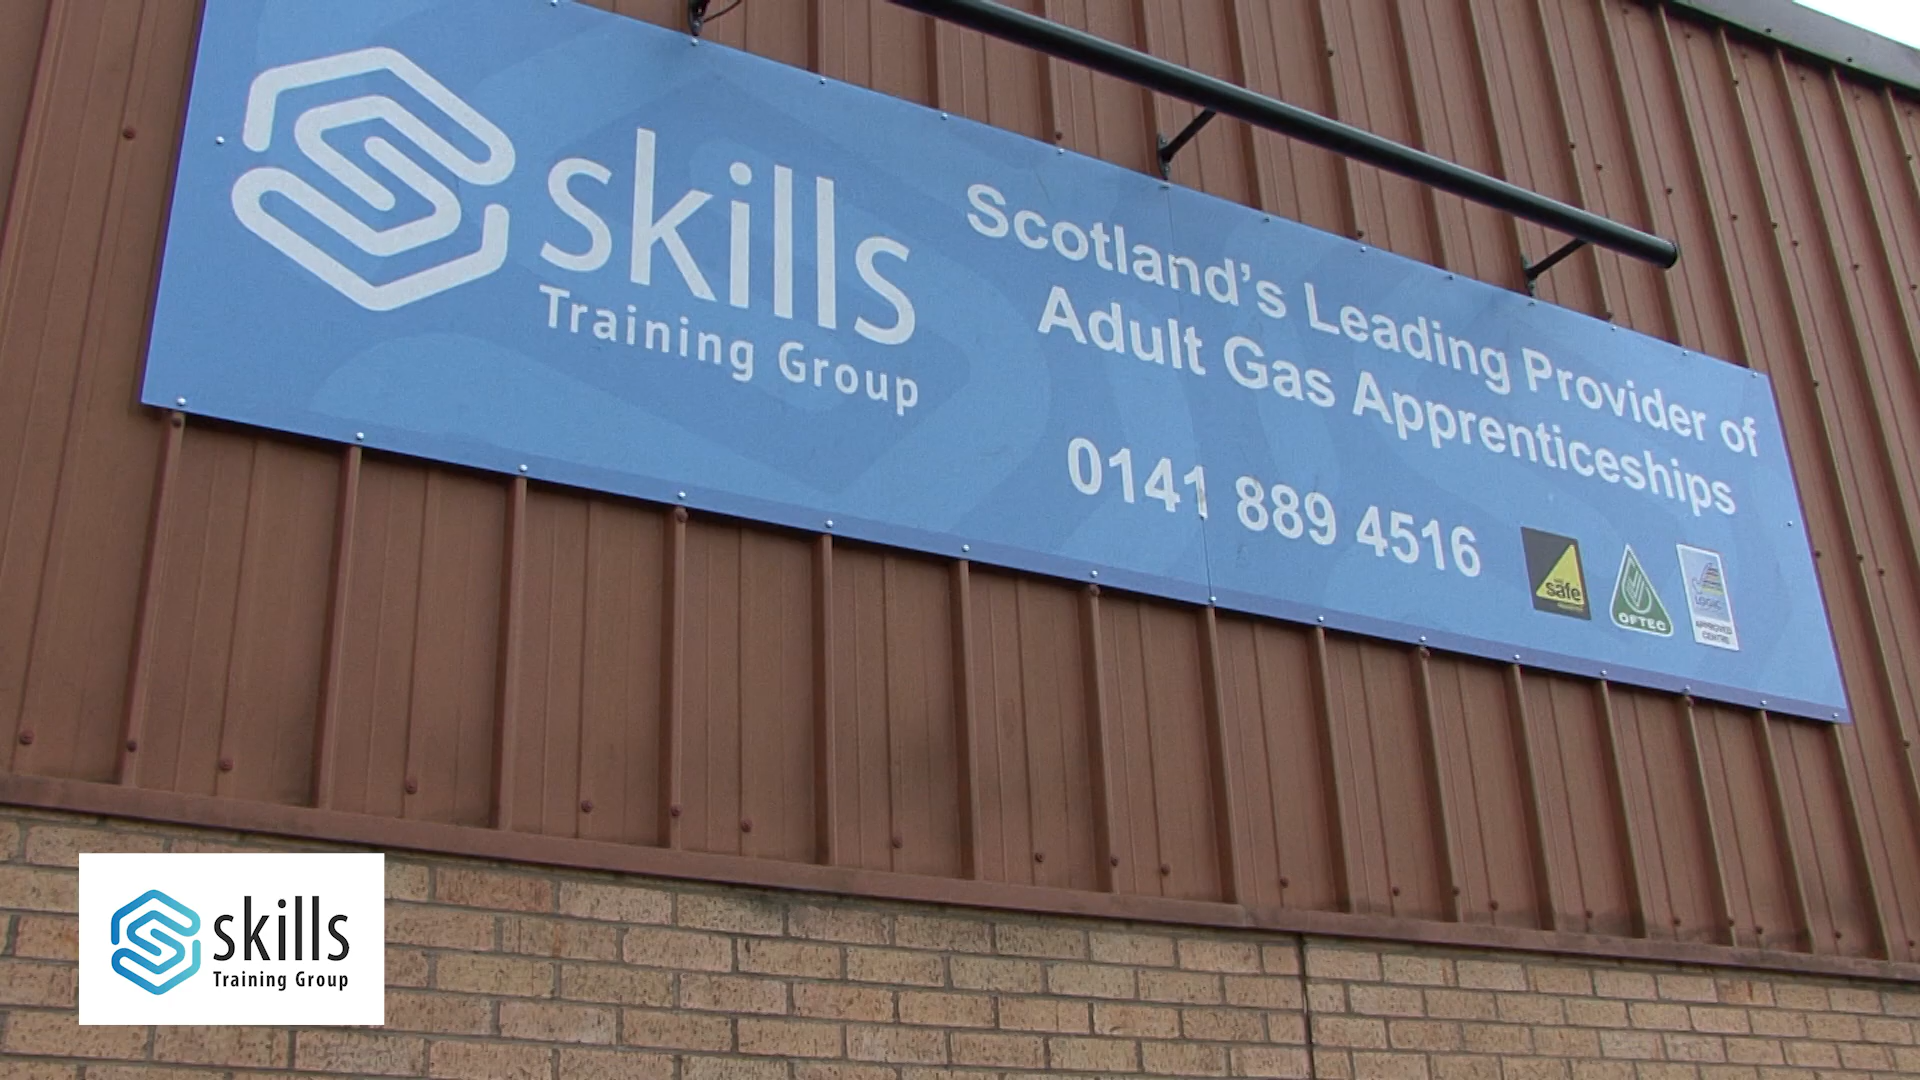 skills
Training Group
Scotland's Leading Provider of
Adult Gas Apprenticeships
0141 889 4516
safe
OFTEC
LOGIC
APPROVED
CENTRE
skills
Training Group